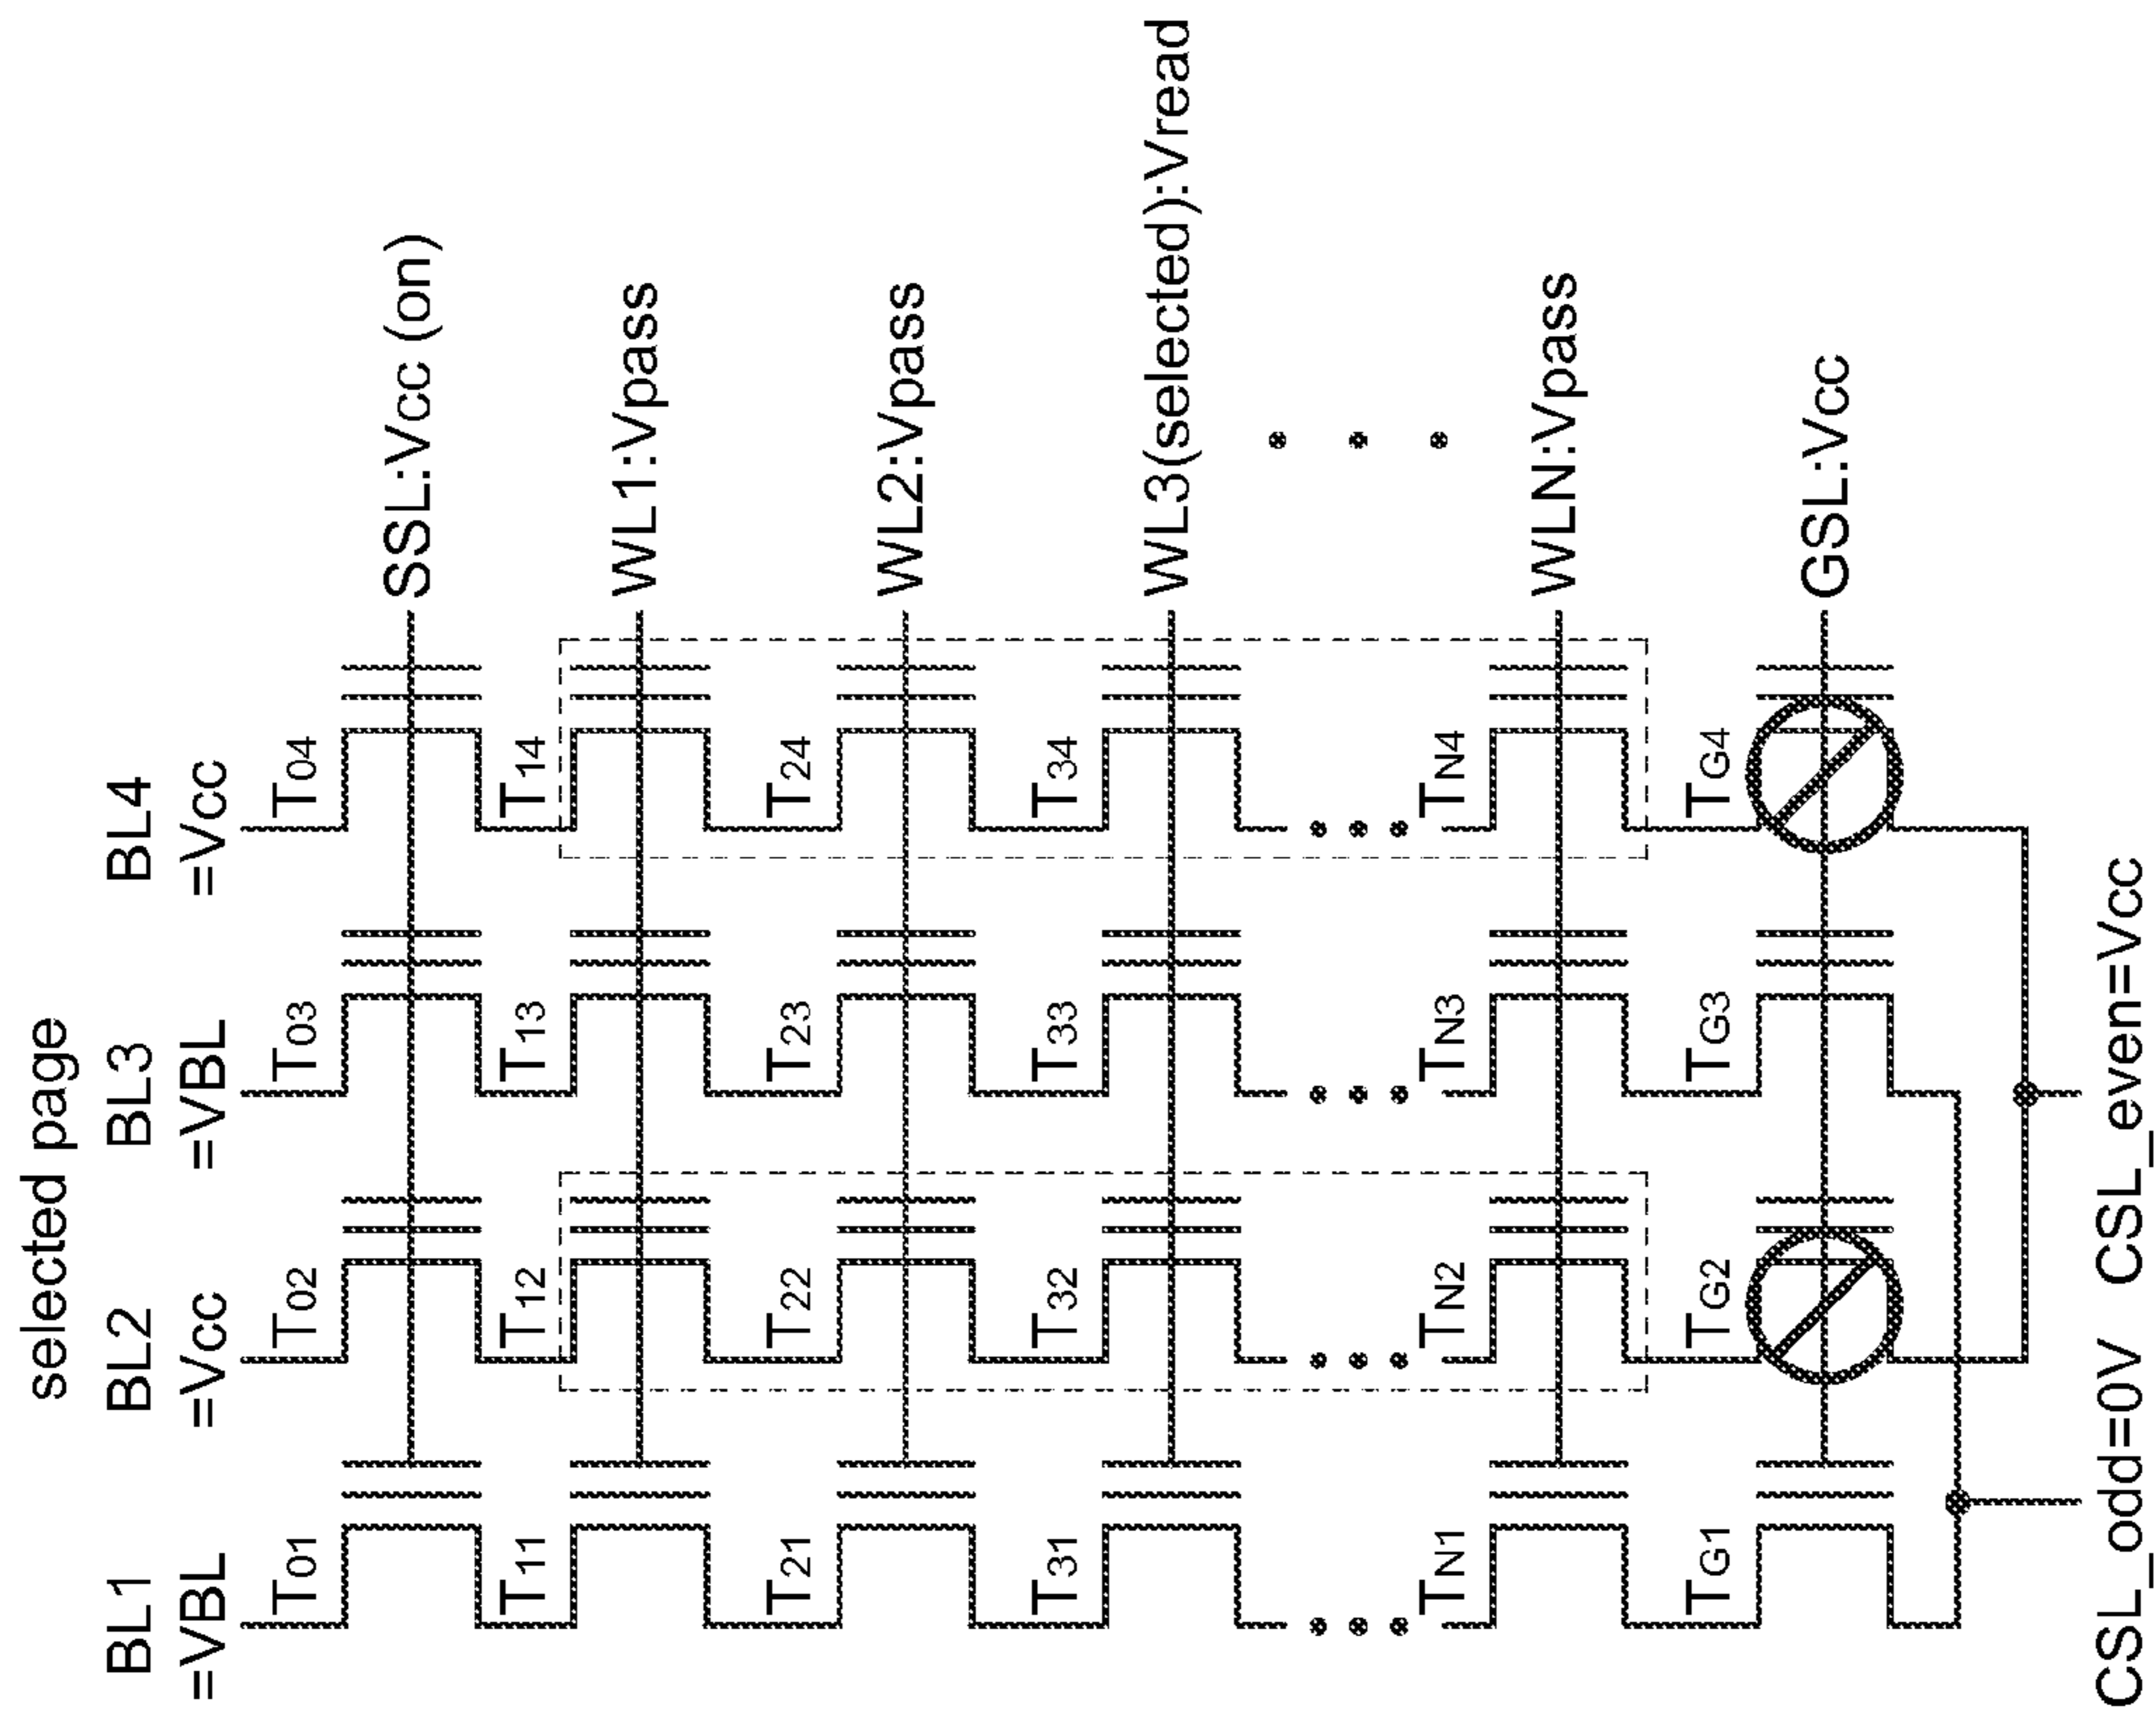 selected page
BL1 BL2 BL3 BL4
=VBL =Vcc =VBL =Vcc
T01 T02 T03 T04
SSL:Vcc (on)
T11 T12 T13 T14
WL1:Vpass
T21 T22 T23 T24
WL2:Vpass
T31 T32 T33 T34
WL3(selected):Vread
TN1 TN2 TN3 TN4
WLN:Vpass
TG1 TG2 TG3 TG4
GSL:Vcc
CSL_odd=0V CSL_even=Vcc